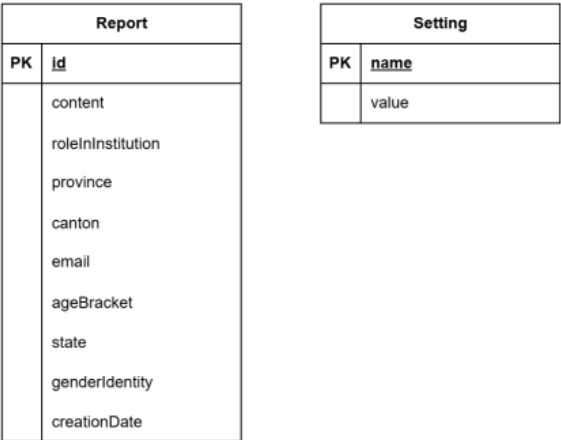 Report
PK id
content
roleInInstitution
province
canton
email
ageBracket
state
genderIdentity
creationDate
Setting
PK name
value